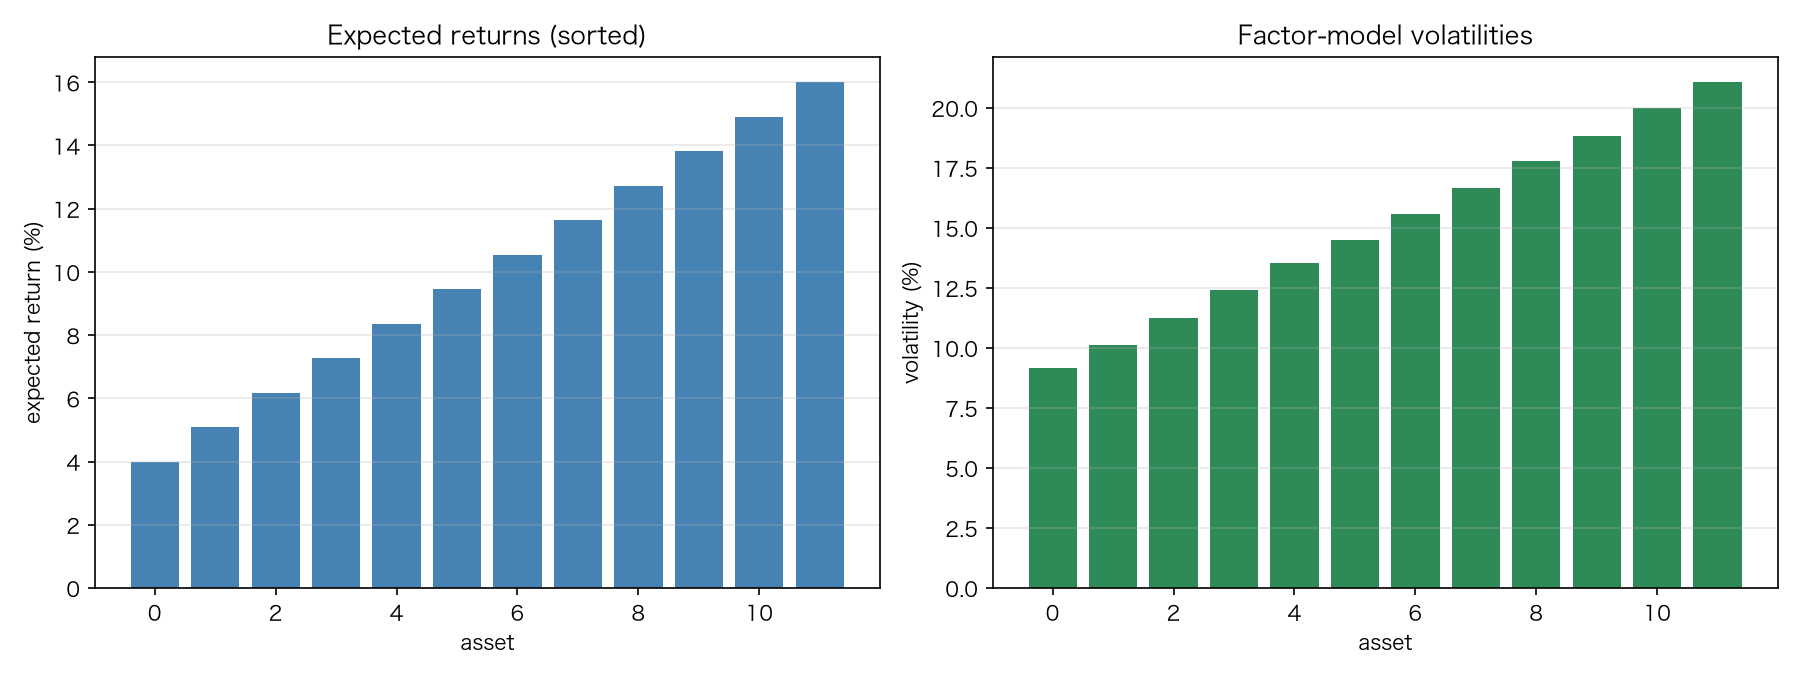 Expected returns (sorted)
expected return (%)
16
14
12
10
8
6
4
2
0
0 2 4 6 8 10
asset
Factor-model volatilities
volatility (%)
20.0
17.5
15.0
12.5
10.0
7.5
5.0
2.5
0.0
0 2 4 6 8 10
asset